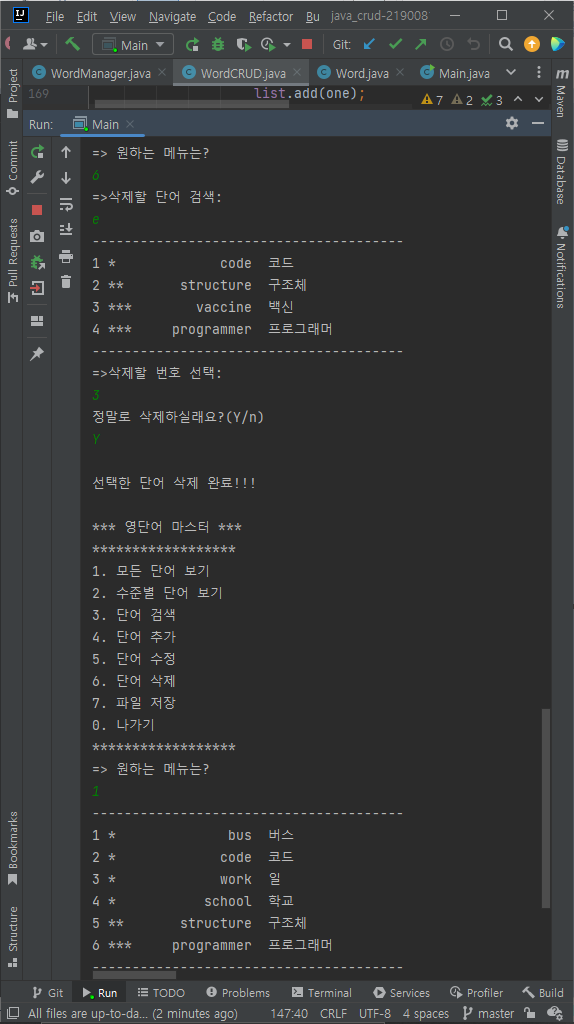 File Edit View Navigate Code Refactor Bu java_crud-219008
Main Git:
WordManager.java WordCRUD.java Word.java Main.java
169 list.add(one); 7 2 3
Run: Main
=> 원하는 메뉴는?
6
=>삭제할 단어 검색:
e
---------------------------------------
1 * code 코드
2 ** structure 구조체
3 *** vaccine 백신
4 *** programmer 프로그래머
---------------------------------------
=>삭제할 번호 선택:
3
정말로 삭제하실래요?(Y/n)
Y
선택한 단어 삭제 완료!!!
*** 영단어 마스터 ***
******************
1. 모든 단어 보기
2. 수준별 단어 보기
3. 단어 검색
4. 단어 추가
5. 단어 수정
6. 단어 삭제
7. 파일 저장
0. 나가기
******************
=> 원하는 메뉴는?
1
---------------------------------------
1 * bus 버스
2 * code 코드
3 * work 일
4 * school 학교
5 ** structure 구조체
6 *** programmer 프로그래머
---------------------------------------
Project
Commit
Pull Requests
Bookmarks
Structure
Maven
Database
Notifications
Git Run TODO Problems Terminal Services Profiler Build
All files are up-to-da... (2 minutes ago) 147:40 CRLF UTF-8 4 spaces master